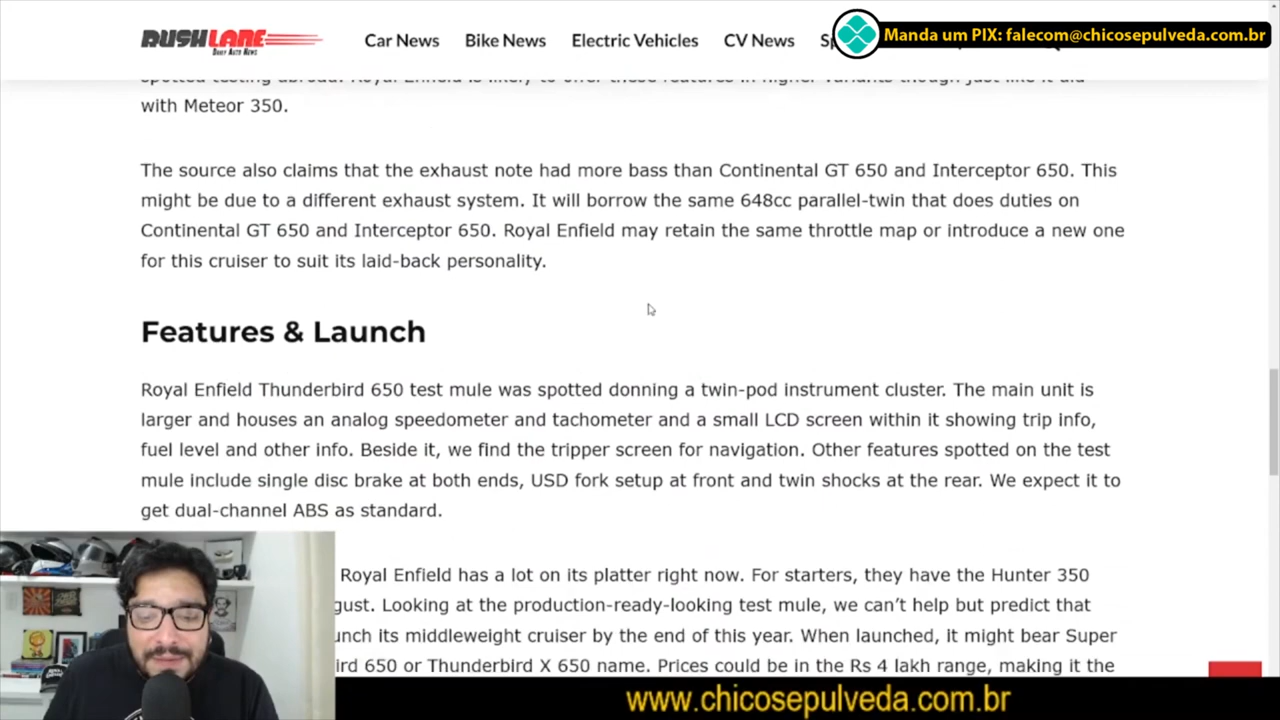 RUSHLANE
DAILY AUTO NEWS
Car News
Bike News
Electric Vehicles
CV News
Manda um PIX: falecom@chicosepulveda.com.br
spotted testing abroad. Royal Enfield is likely to offer these features in higher variants though just like it did
with Meteor 350.
The source also claims that the exhaust note had more bass than Continental GT 650 and Interceptor 650. This
might be due to a different exhaust system. It will borrow the same 648cc parallel-twin that does duties on
Continental GT 650 and Interceptor 650. Royal Enfield may retain the same throttle map or introduce a new one
for this cruiser to suit its laid-back personality.
Features & Launch
Royal Enfield Thunderbird 650 test mule was spotted donning a twin-pod instrument cluster. The main unit is
larger and houses an analog speedometer and tachometer and a small LCD screen within it showing trip info,
fuel level and other info. Beside it, we find the tripper screen for navigation. Other features spotted on the test
mule include single disc brake at both ends, USD fork setup at front and twin shocks at the rear. We expect it to
get dual-channel ABS as standard.
Royal Enfield has a lot on its platter right now. For starters, they have the Hunter 350
gust. Looking at the production-ready-looking test mule, we can’t help but predict that
unch its middleweight cruiser by the end of this year. When launched, it might bear Super
ird 650 or Thunderbird X 650 name. Prices could be in the Rs 4 lakh range, making it the
www.chicosepulveda.com.br